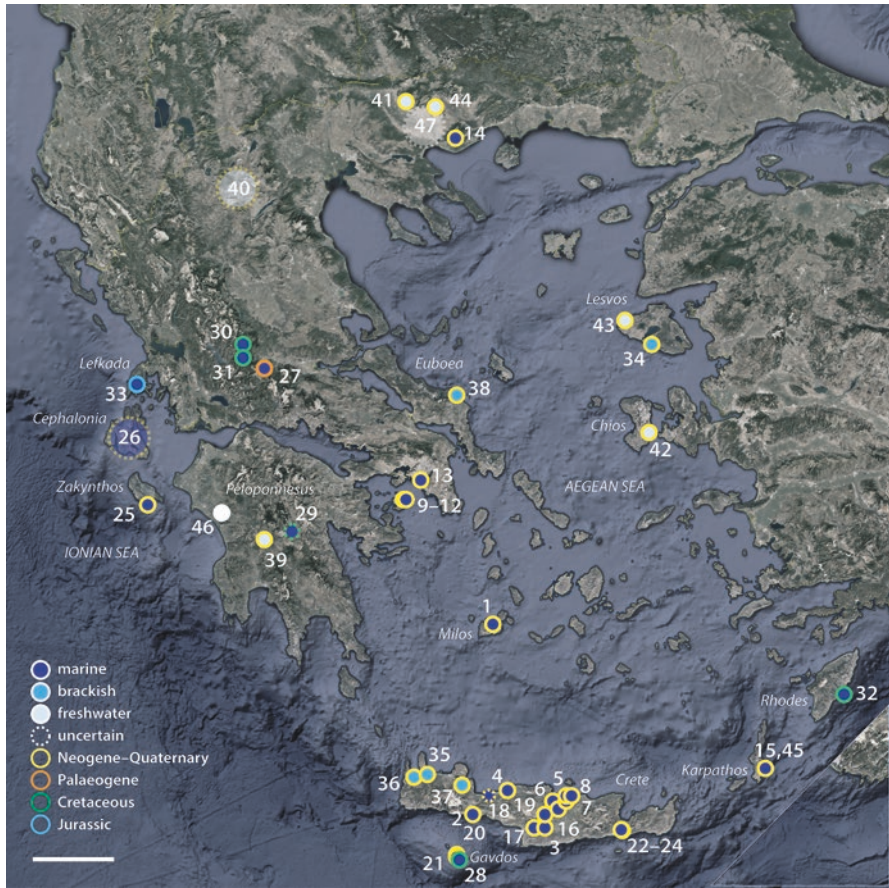 41
44
47
14
40
Lesvos
43
34
30
31
27
Euboea
Lefkada
33
38
Cephalonia
26
Chios
42
13
Zakynthos
Peloponnesus
AEGEAN SEA
25
9–12
46
29
IONIAN SEA
39
1
Milos
marine
brackish
freshwater
uncertain
Neogene–Quaternary
Palaeogene
Cretaceous
Jurassic
Rhodes
32
15,45
Karpathos
35
36
4
5
8
Crete
37
6
18
19
7
2
20
17
16
3
22–24
21
Gavdos
28